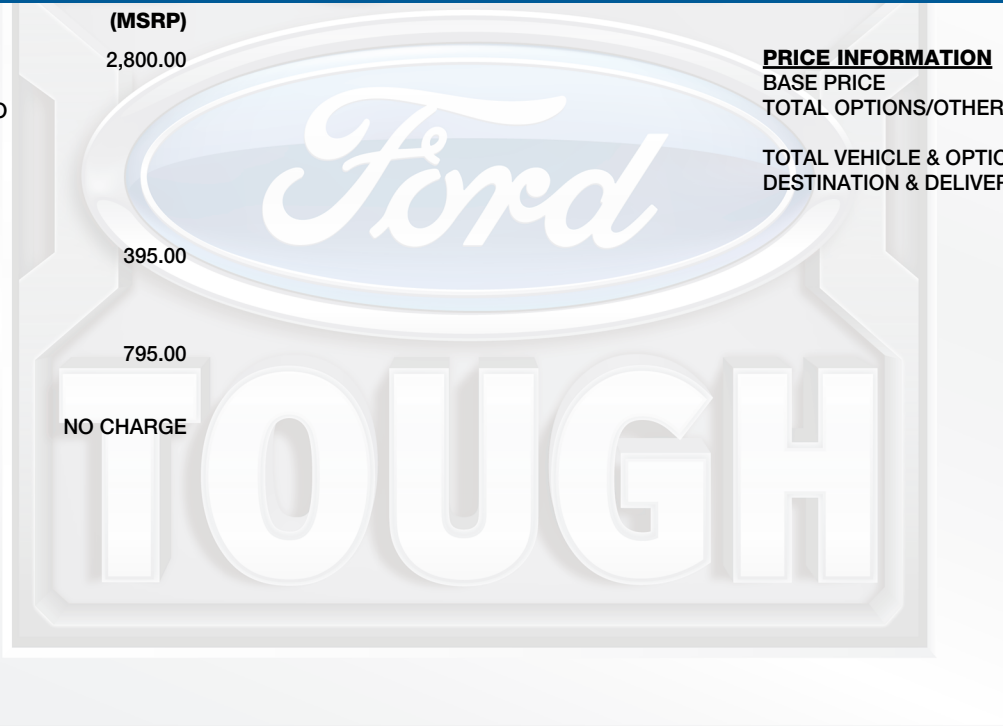 (MSRP)
2,800.00
395.00
795.00
NO CHARGE
PRICE INFORMATION
BASE PRICE
TOTAL OPTIONS/OTHER
TOTAL VEHICLE & OPTIO
DESTINATION & DELIVER
Ford
TOUGH